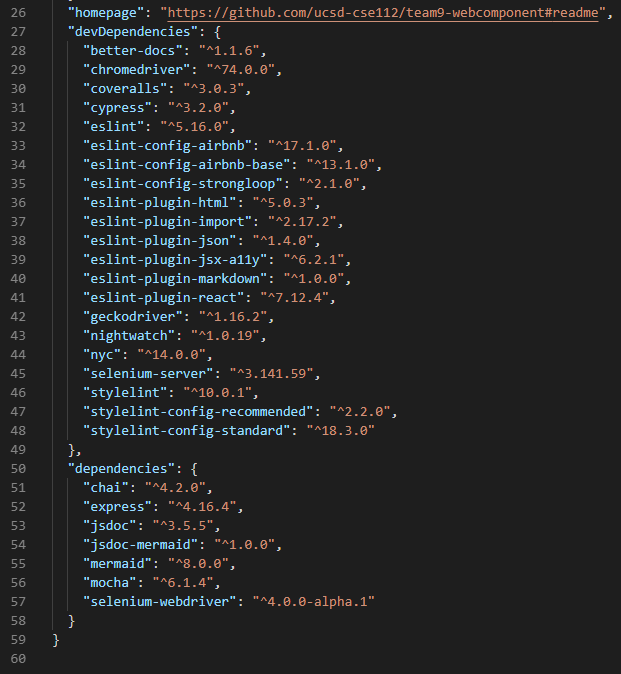 26 "homepage": "https://github.com/ucsd-cse112/team9-webcomponent#readme",
27 "devDependencies": {
28 "better-docs": "^1.1.6",
29 "chromedriver": "^74.0.0",
30 "coveralls": "^3.0.3",
31 "cypress": "^3.2.0",
32 "eslint": "^5.16.0",
33 "eslint-config-airbnb": "^17.1.0",
34 "eslint-config-airbnb-base": "^13.1.0",
35 "eslint-config-strongloop": "^2.1.0",
36 "eslint-plugin-html": "^5.0.3",
37 "eslint-plugin-import": "^2.17.2",
38 "eslint-plugin-json": "^1.4.0",
39 "eslint-plugin-jsx-a11y": "^6.2.1",
40 "eslint-plugin-markdown": "^1.0.0",
41 "eslint-plugin-react": "^7.12.4",
42 "geckodriver": "^1.16.2",
43 "nightwatch": "^1.0.19",
44 "nyc": "^14.0.0",
45 "selenium-server": "^3.141.59",
46 "stylelint": "^10.0.1",
47 "stylelint-config-recommended": "^2.2.0",
48 "stylelint-config-standard": "^18.3.0"
49 },
50 "dependencies": {
51 "chai": "^4.2.0",
52 "express": "^4.16.4",
53 "jsdoc": "^3.5.5",
54 "jsdoc-mermaid": "^1.0.0",
55 "mermaid": "^8.0.0",
56 "mocha": "^6.1.4",
57 "selenium-webdriver": "^4.0.0-alpha.1"
58 }
59 }
60